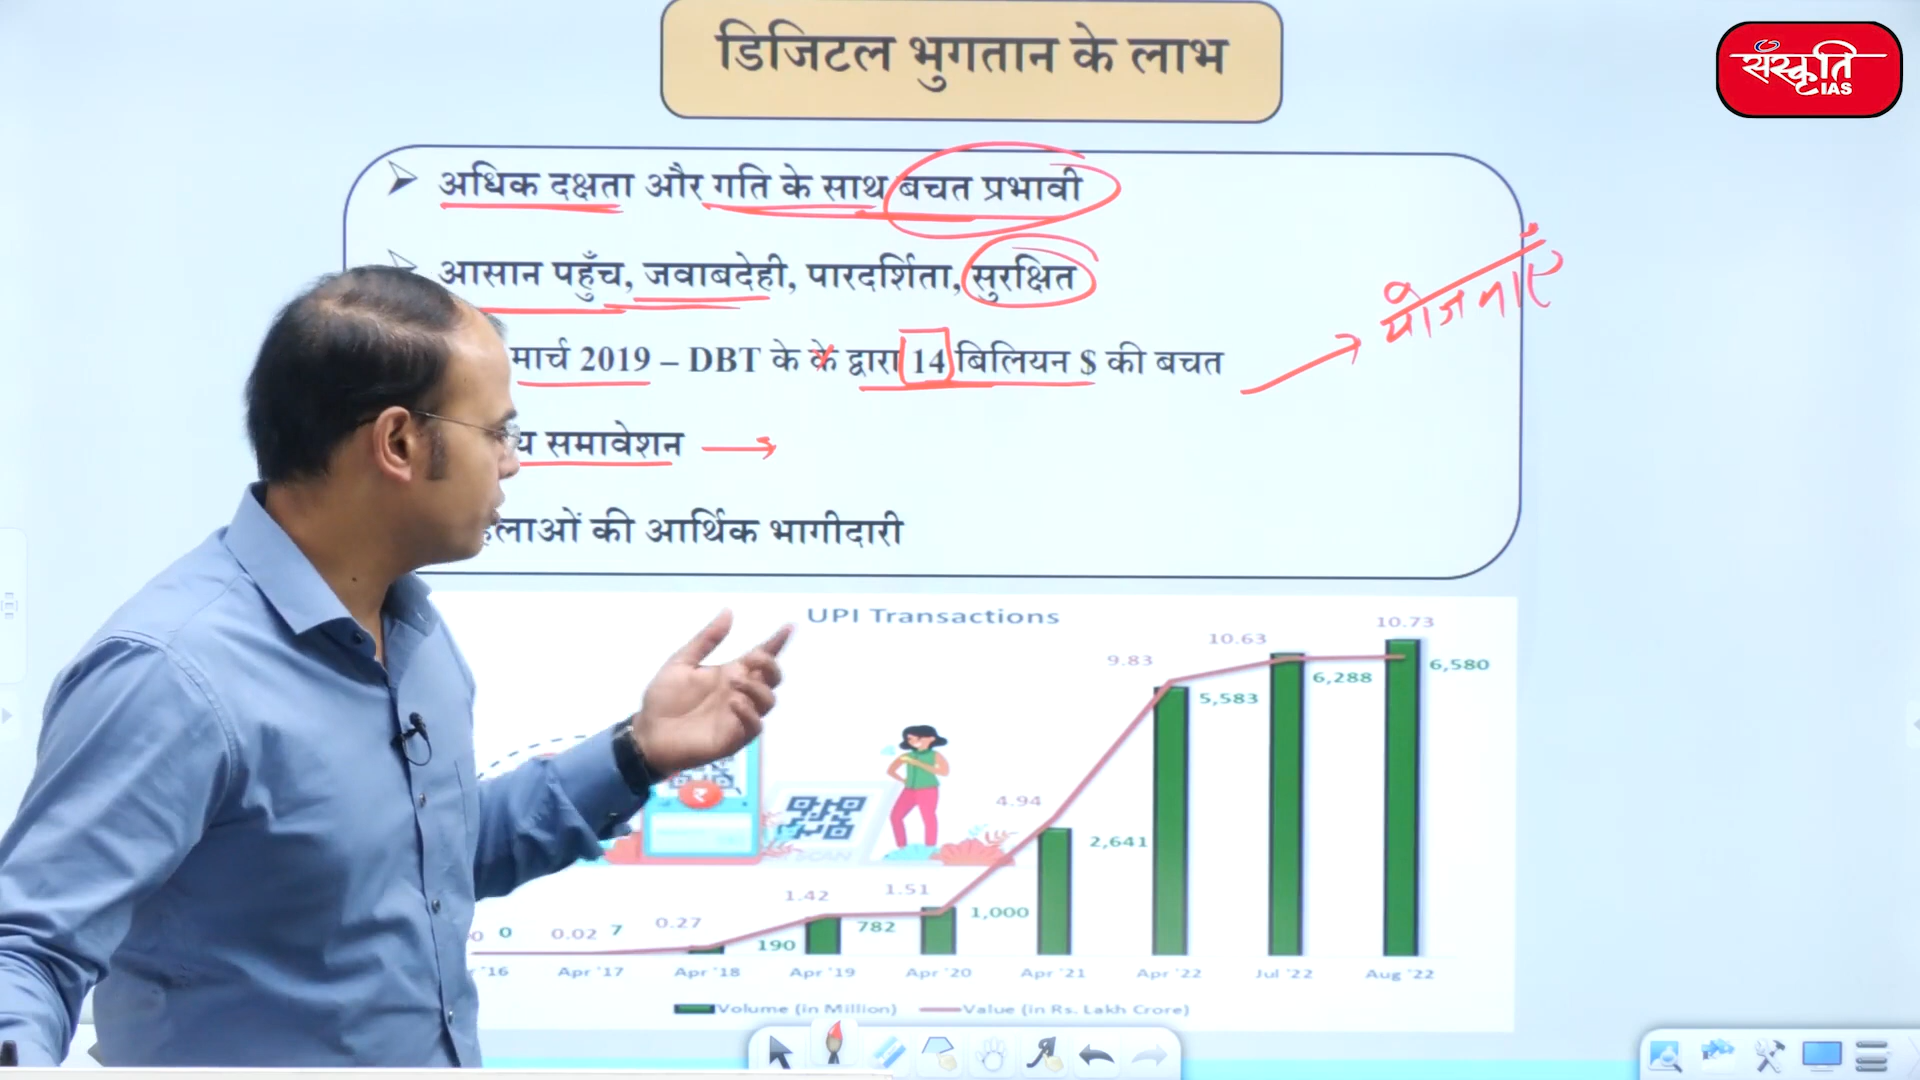 डिजिटल भुगतान के लाभ
संस्कृति
IAS
अधिक दक्षता और गति के साथ बचत प्रभावी
आसान पहुँच, जवाबदेही, पारदर्शिता, सुरक्षित
मार्च 2019 – DBT के के द्वारा 14 बिलियन $ की बचत
योजनाएँ
समावेशन
की आर्थिक भागीदारी
UPI Transactions
10.73
10.63
9.83
6,580
6,288
5,583
4.94
2,641
1.42
1.51
1,000
0 0
0.02 7
0.27
782
190
'16 Apr '17 Apr '18 Apr '19 Apr '20 Apr '21 Apr '22 Jul '22 Aug '22
Volume (in Million) Value (in Rs. Lakh Crore)